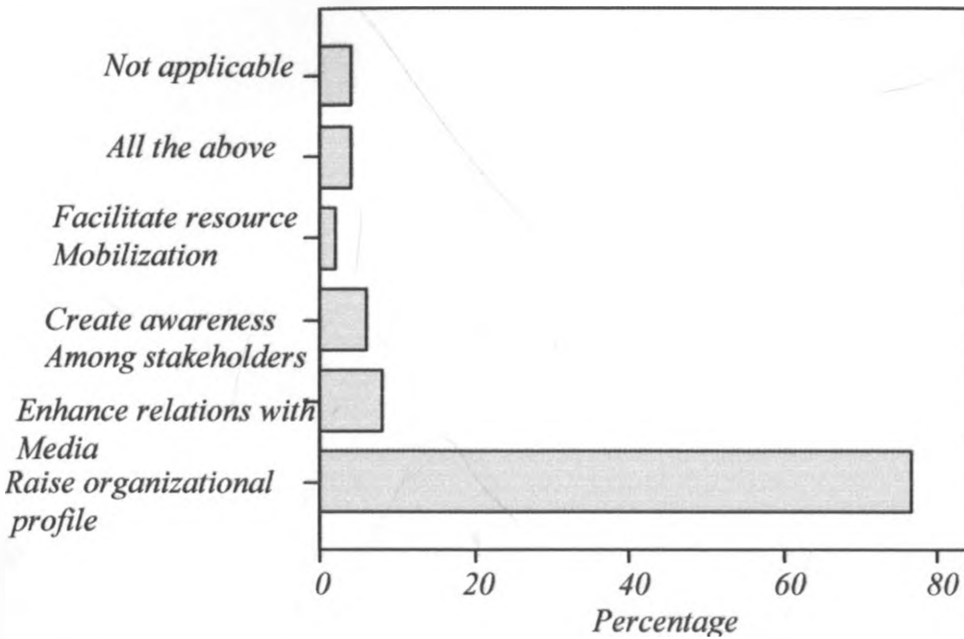 Not applicable
All the above
Facilitate resource
Mobilization
Create awareness
Among stakeholders
Enhance relations with
Media
Raise organizational
profile
0 20 40 60 80
Percentage